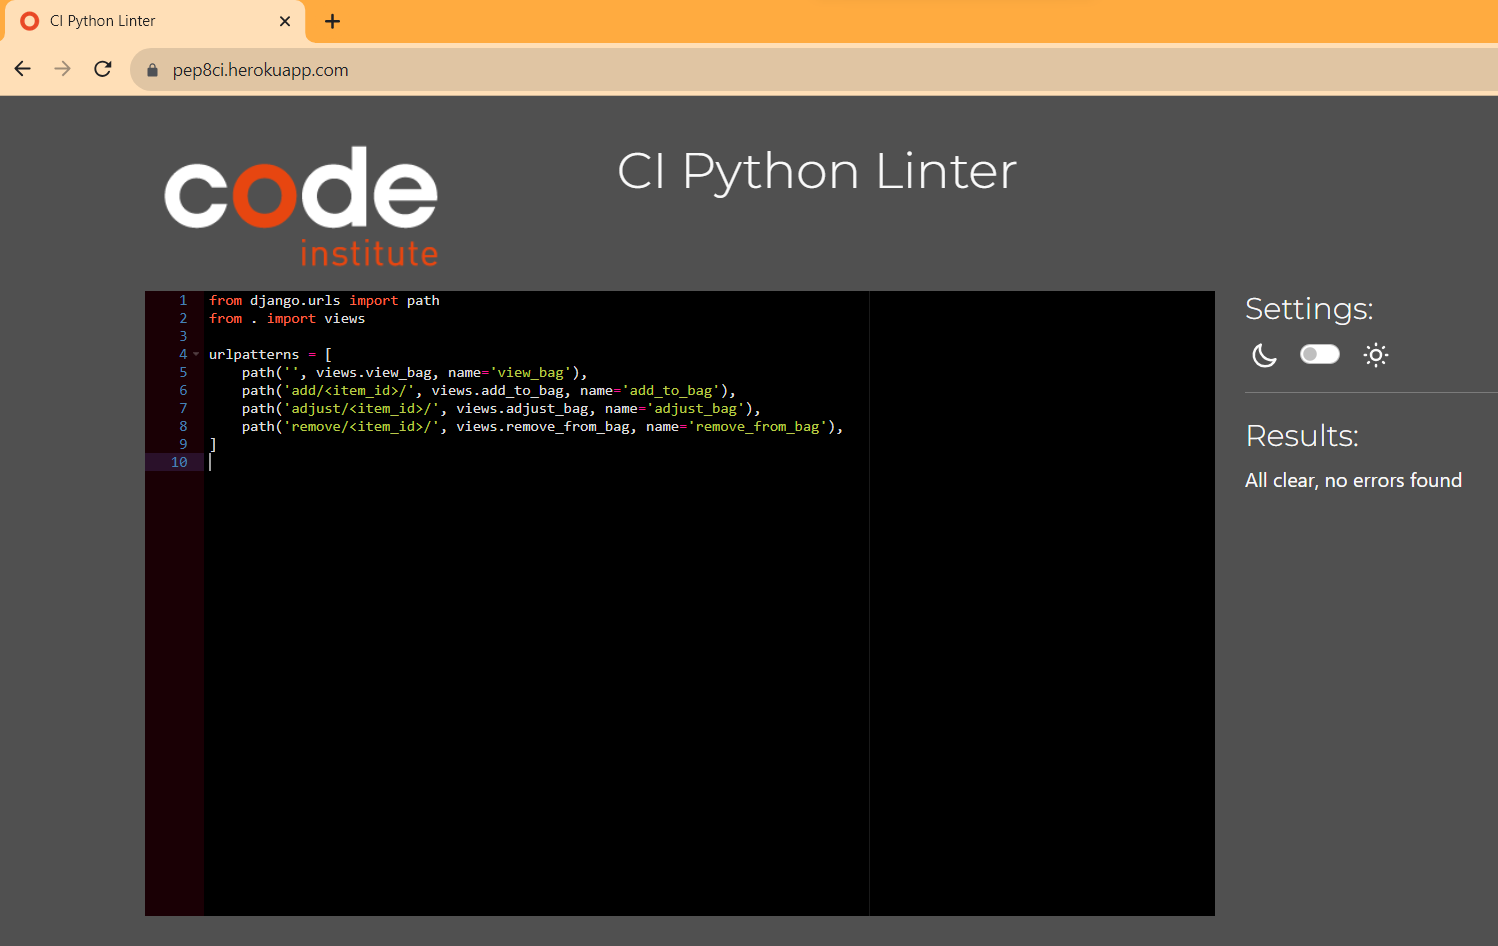 CI Python Linter
pep8ci.herokuapp.com
code
institute
CI Python Linter
1 from django.urls import path
2 from . import views
3
4 urlpatterns = [
5     path('', views.view_bag, name='view_bag'),
6     path('add/<item_id>/', views.add_to_bag, name='add_to_bag'),
7     path('adjust/<item_id>/', views.adjust_bag, name='adjust_bag'),
8     path('remove/<item_id>/', views.remove_from_bag, name='remove_from_bag'),
9 ]
10
Settings:
Results:
All clear, no errors found